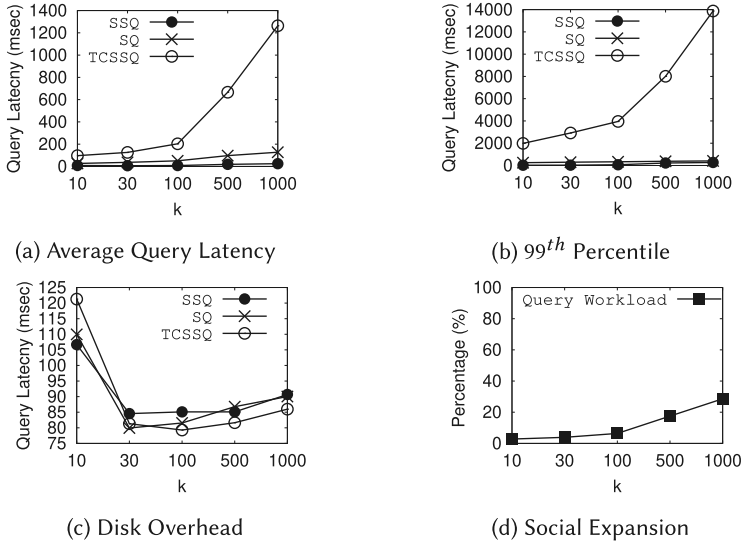 Query Latecny (msec)
1400
1200
1000
800
600
400
200
0
SSQ
SQ
TCSSQ
10 30 100 500 1000
k
(a) Average Query Latency
Query Latecny (msec)
14000
12000
10000
8000
6000
4000
2000
0
SSQ
SQ
TCSSQ
10 30 100 500 1000
k
(b) 99th Percentile
Query Latecny (msec)
125
120
115
110
105
100
95
90
85
80
75
SSQ
SQ
TCSSQ
10 30 100 500 1000
k
(c) Disk Overhead
Percentage (%)
100
80
60
40
20
0
Query Workload
10 30 100 500 1000
k
(d) Social Expansion